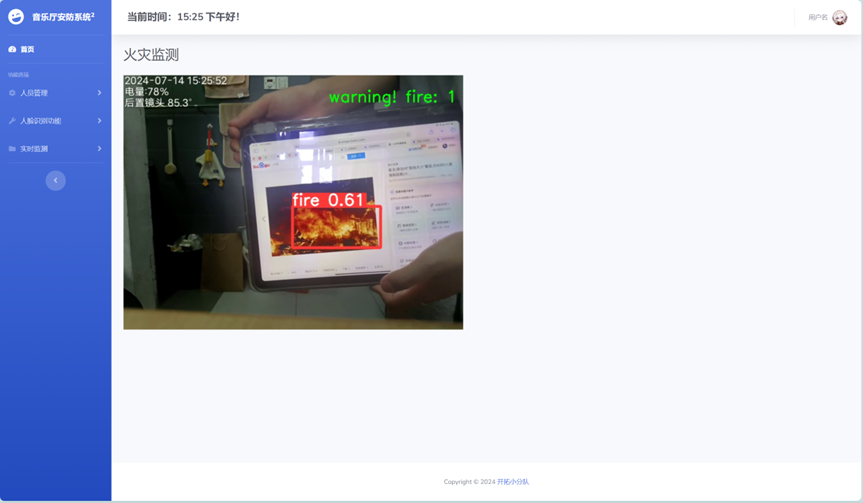 音乐厅安防系统2
当前时间：15:25 下午好！
用户名
首页
功能前端
人员管理
人脸识别功能
实时监测
火灾监测
2024-07-14 15:25:52
电量:78%
后置镜头 85.3°
warning! fire: 1
fire 0.61
Copyright © 2024 开拓小分队